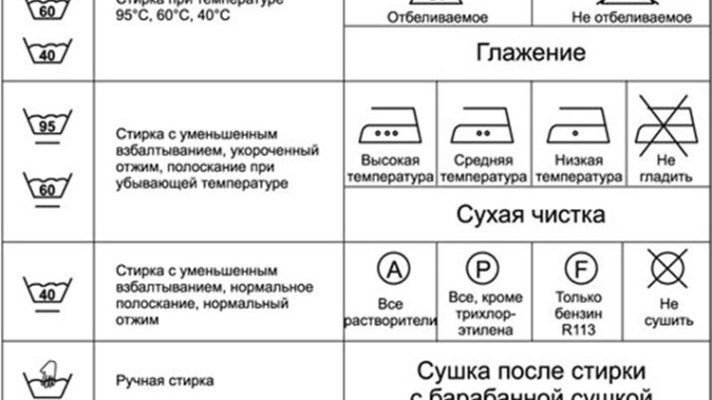 60
Стирка при температуре
95°C, 60°C, 40°C
40
Отбеливаемое
Не отбеливаемое
Глажение
95
60
Стирка с уменьшенным
взбалтыванием, укороченный
отжим, полоскание при
убывающей температуре
Высокая
температура
Средняя
температура
Низкая
температура
Не
гладить
Сухая чистка
40
Стирка с уменьшенным
взбалтыванием, нормальное
полоскание, нормальный
отжим
A
Все
растворители
P
Все, кроме
трихлор-
этилена
F
Только
бензин
R113
Не
сушить
Ручная стирка
Сушка после стирки
с барабанной сушкой